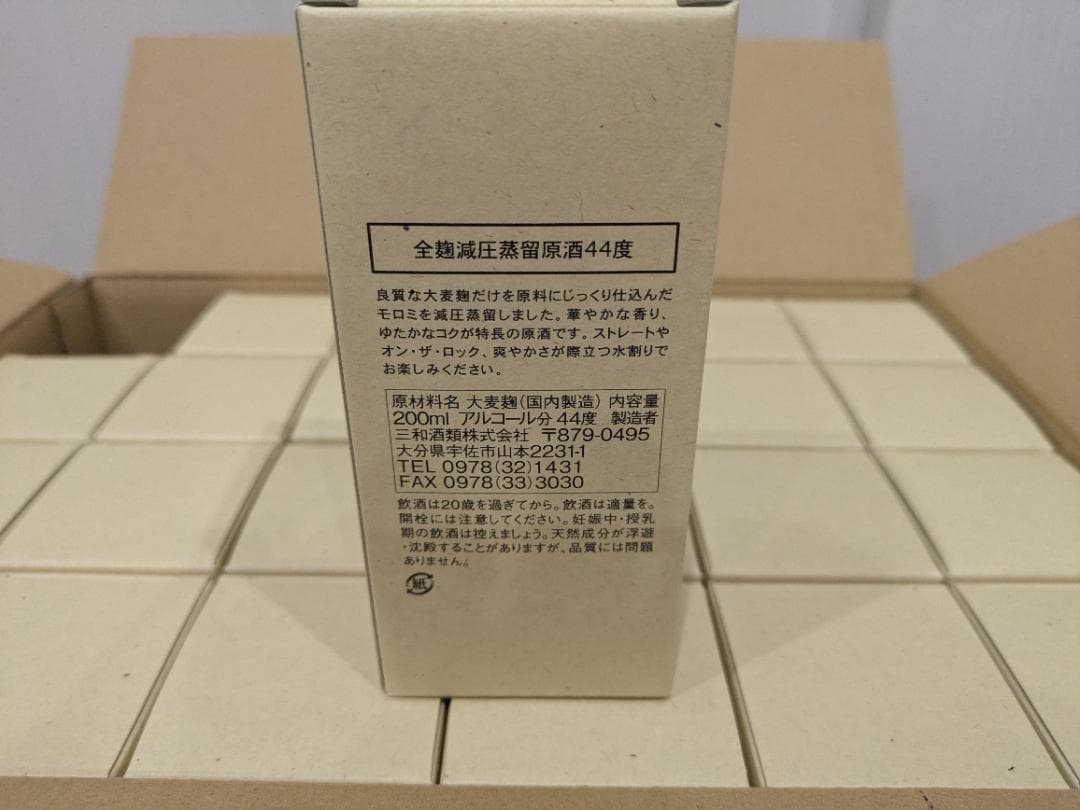 全麹減圧蒸留原酒44度
良質な大麦麹だけを原料にじっくり仕込んだ
モロミを減圧蒸留しました。華やかな香り、
ゆたかなコクが特長の原酒です。ストレートや
オン・ザ・ロック、爽やかさが際立つ水割りで
お楽しみください。
原材料名 大麦麹(国内製造) 内容量
200ml アルコール分 44度 製造者
三和酒類株式会社 〒879-0495
大分県宇佐市山本2231-1
TEL 0978(32)1431
FAX 0978(33)3030
飲酒は20歳を過ぎてから。飲酒は適量を。
開栓には注意してください。妊娠中・授乳
期の飲酒は控えましょう。天然成分が浮遊
・沈殿することがありますが、品質には問題
ありません。
紙